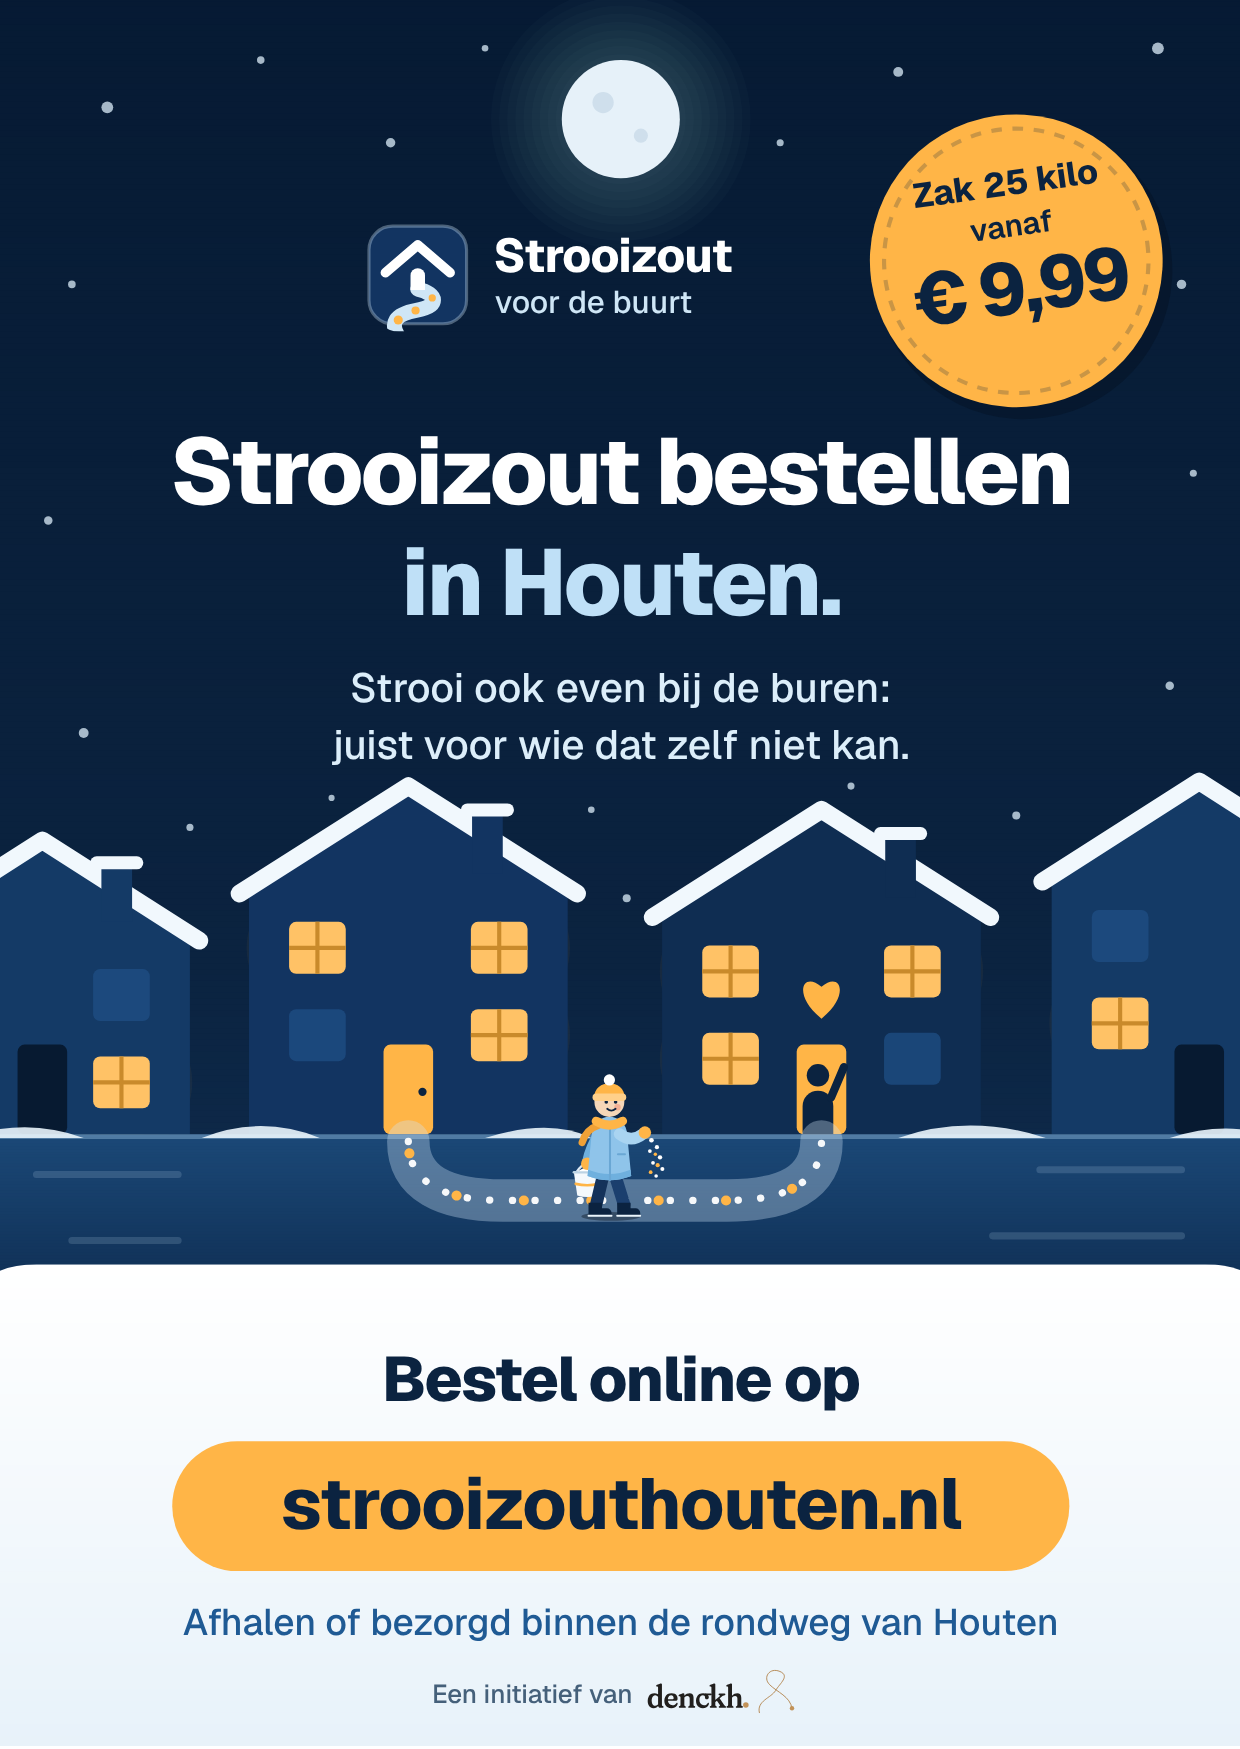 Zak 25 kilo
vanaf
€ 9,99
Strooizout
voor de buurt
Strooizout bestellen
in Houten.
Strooi ook even bij de buren:
juist voor wie dat zelf niet kan.
Bestel online op
strooizouthouten.nl
Afhalen of bezorgd binnen de rondweg van Houten
Een initiatief van denckh.